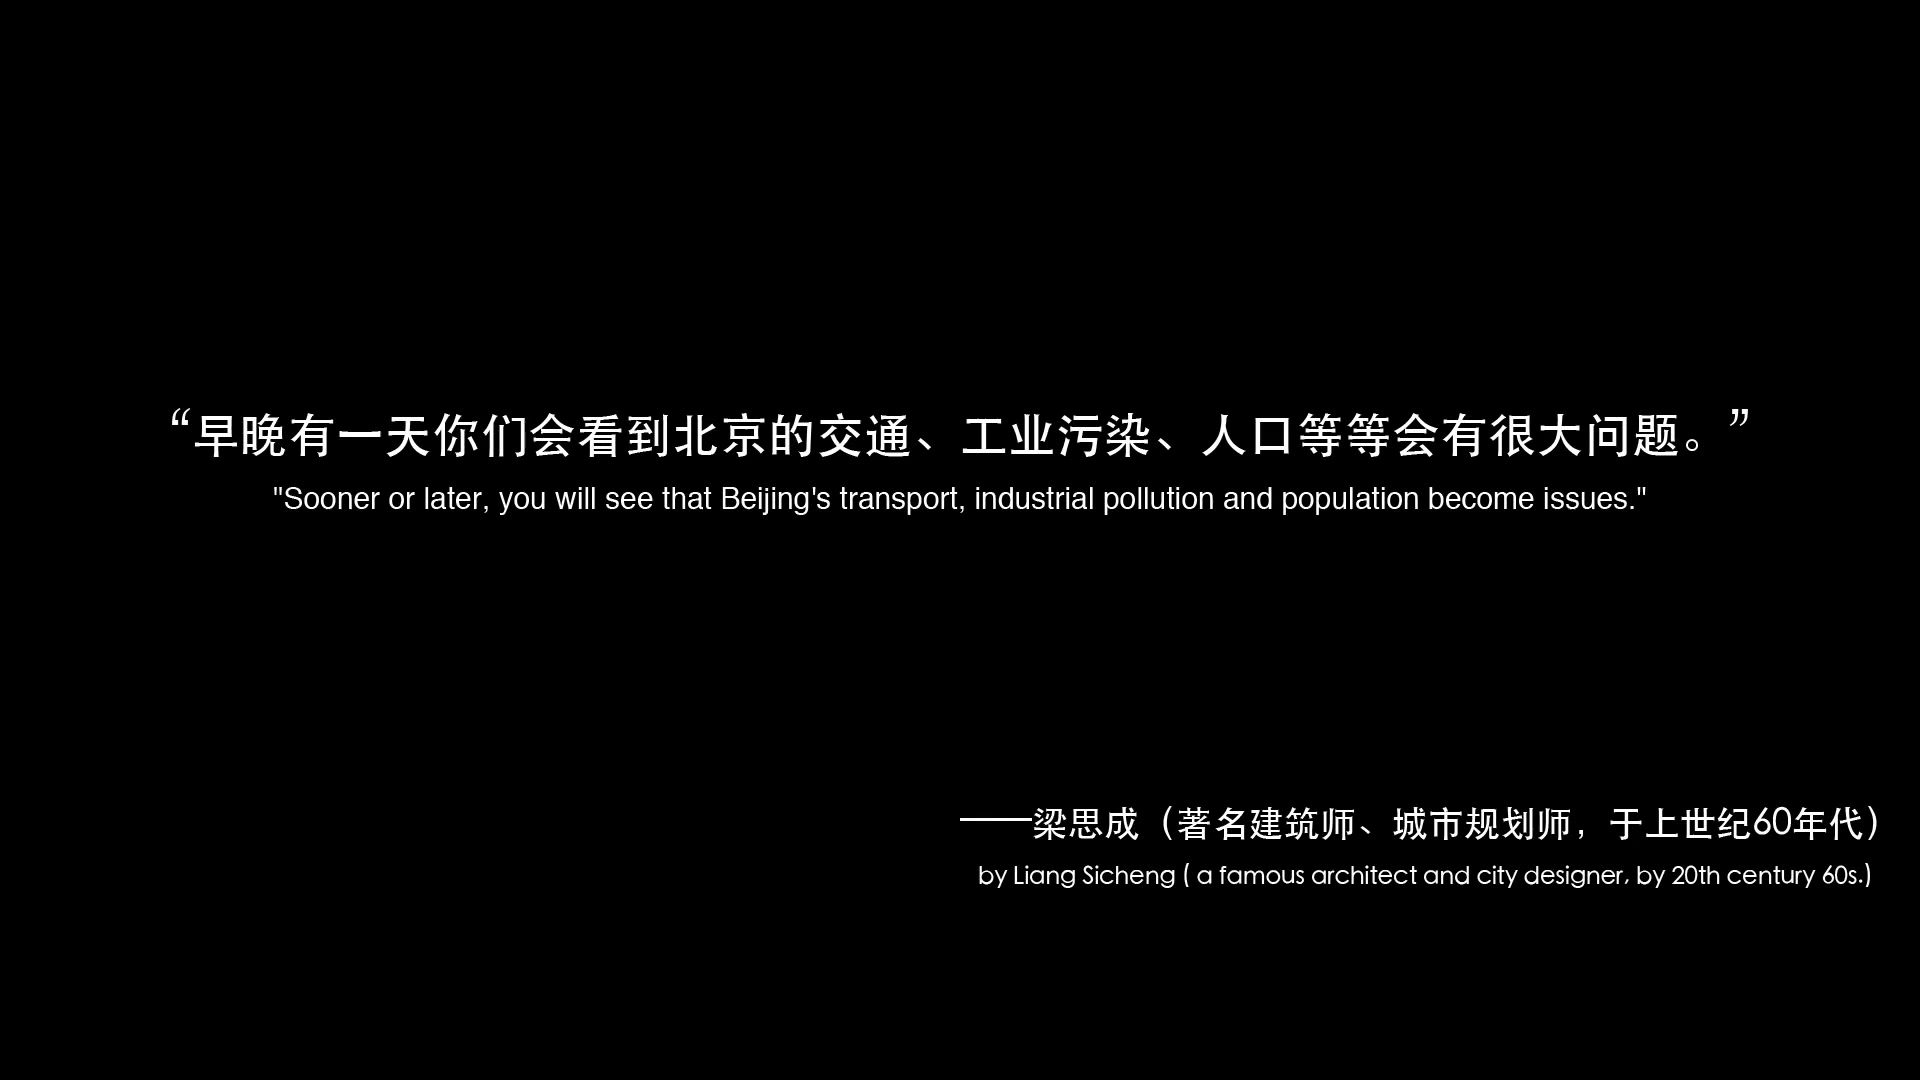 “早晚有一天你们会看到北京的交通、工业污染、人口等等会有很大问题。”
"Sooner or later, you will see that Beijing's transport, industrial pollution and population become issues."
——梁思成（著名建筑师、城市规划师，于上世纪60年代）
by Liang Sicheng ( a famous architect and city designer, by 20th century 60s.)